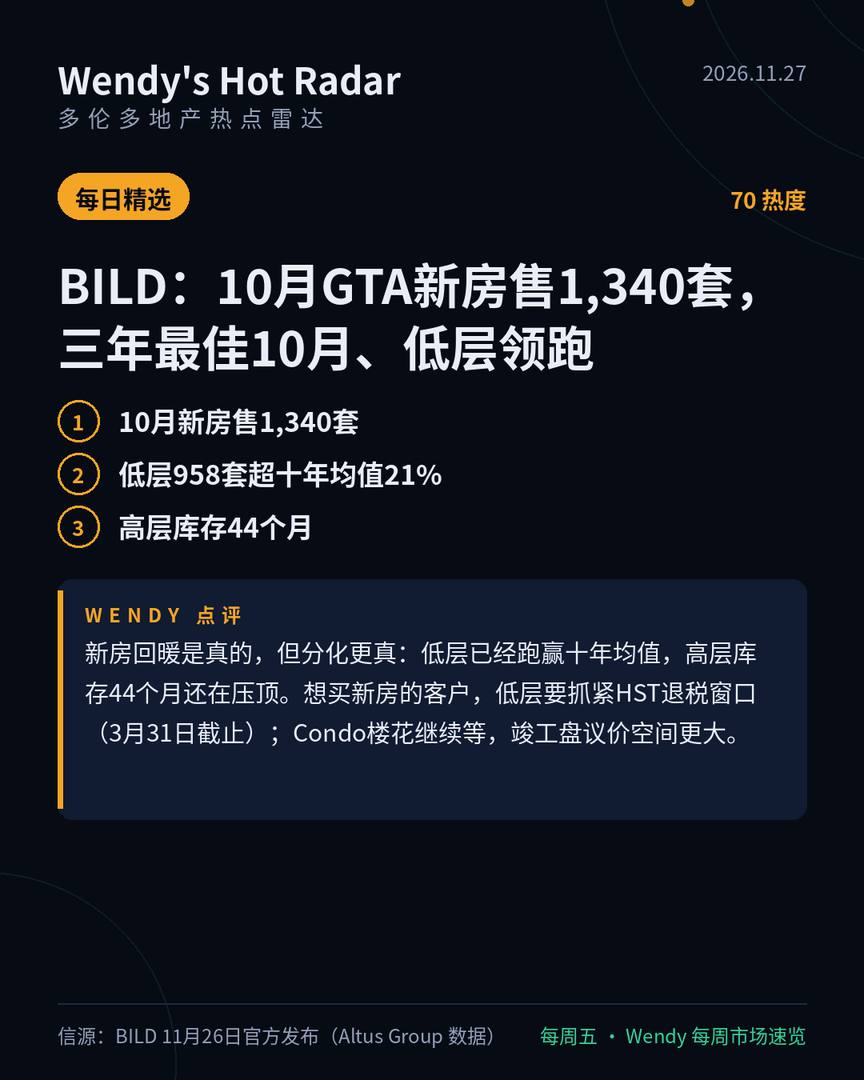 Wendy's Hot Radar
2026.11.27
多伦多地产热点雷达
每日精选
70 热度
BILD：10月GTA新房售1,340套，
三年最佳10月、低层领跑
1 10月新房售1,340套
2 低层958套超十年均值21%
3 高层库存44个月
WENDY 点评
新房回暖是真的，但分化更真：低层已经跑赢十年均值，高层库
存44个月还在压顶。想买新房的客户，低层要抓紧HST退税窗口
（3月31日截止）；Condo楼花继续等，竣工盘议价空间更大。
信源：BILD 11月26日官方发布（Altus Group 数据）
每周五 · Wendy 每周市场速览